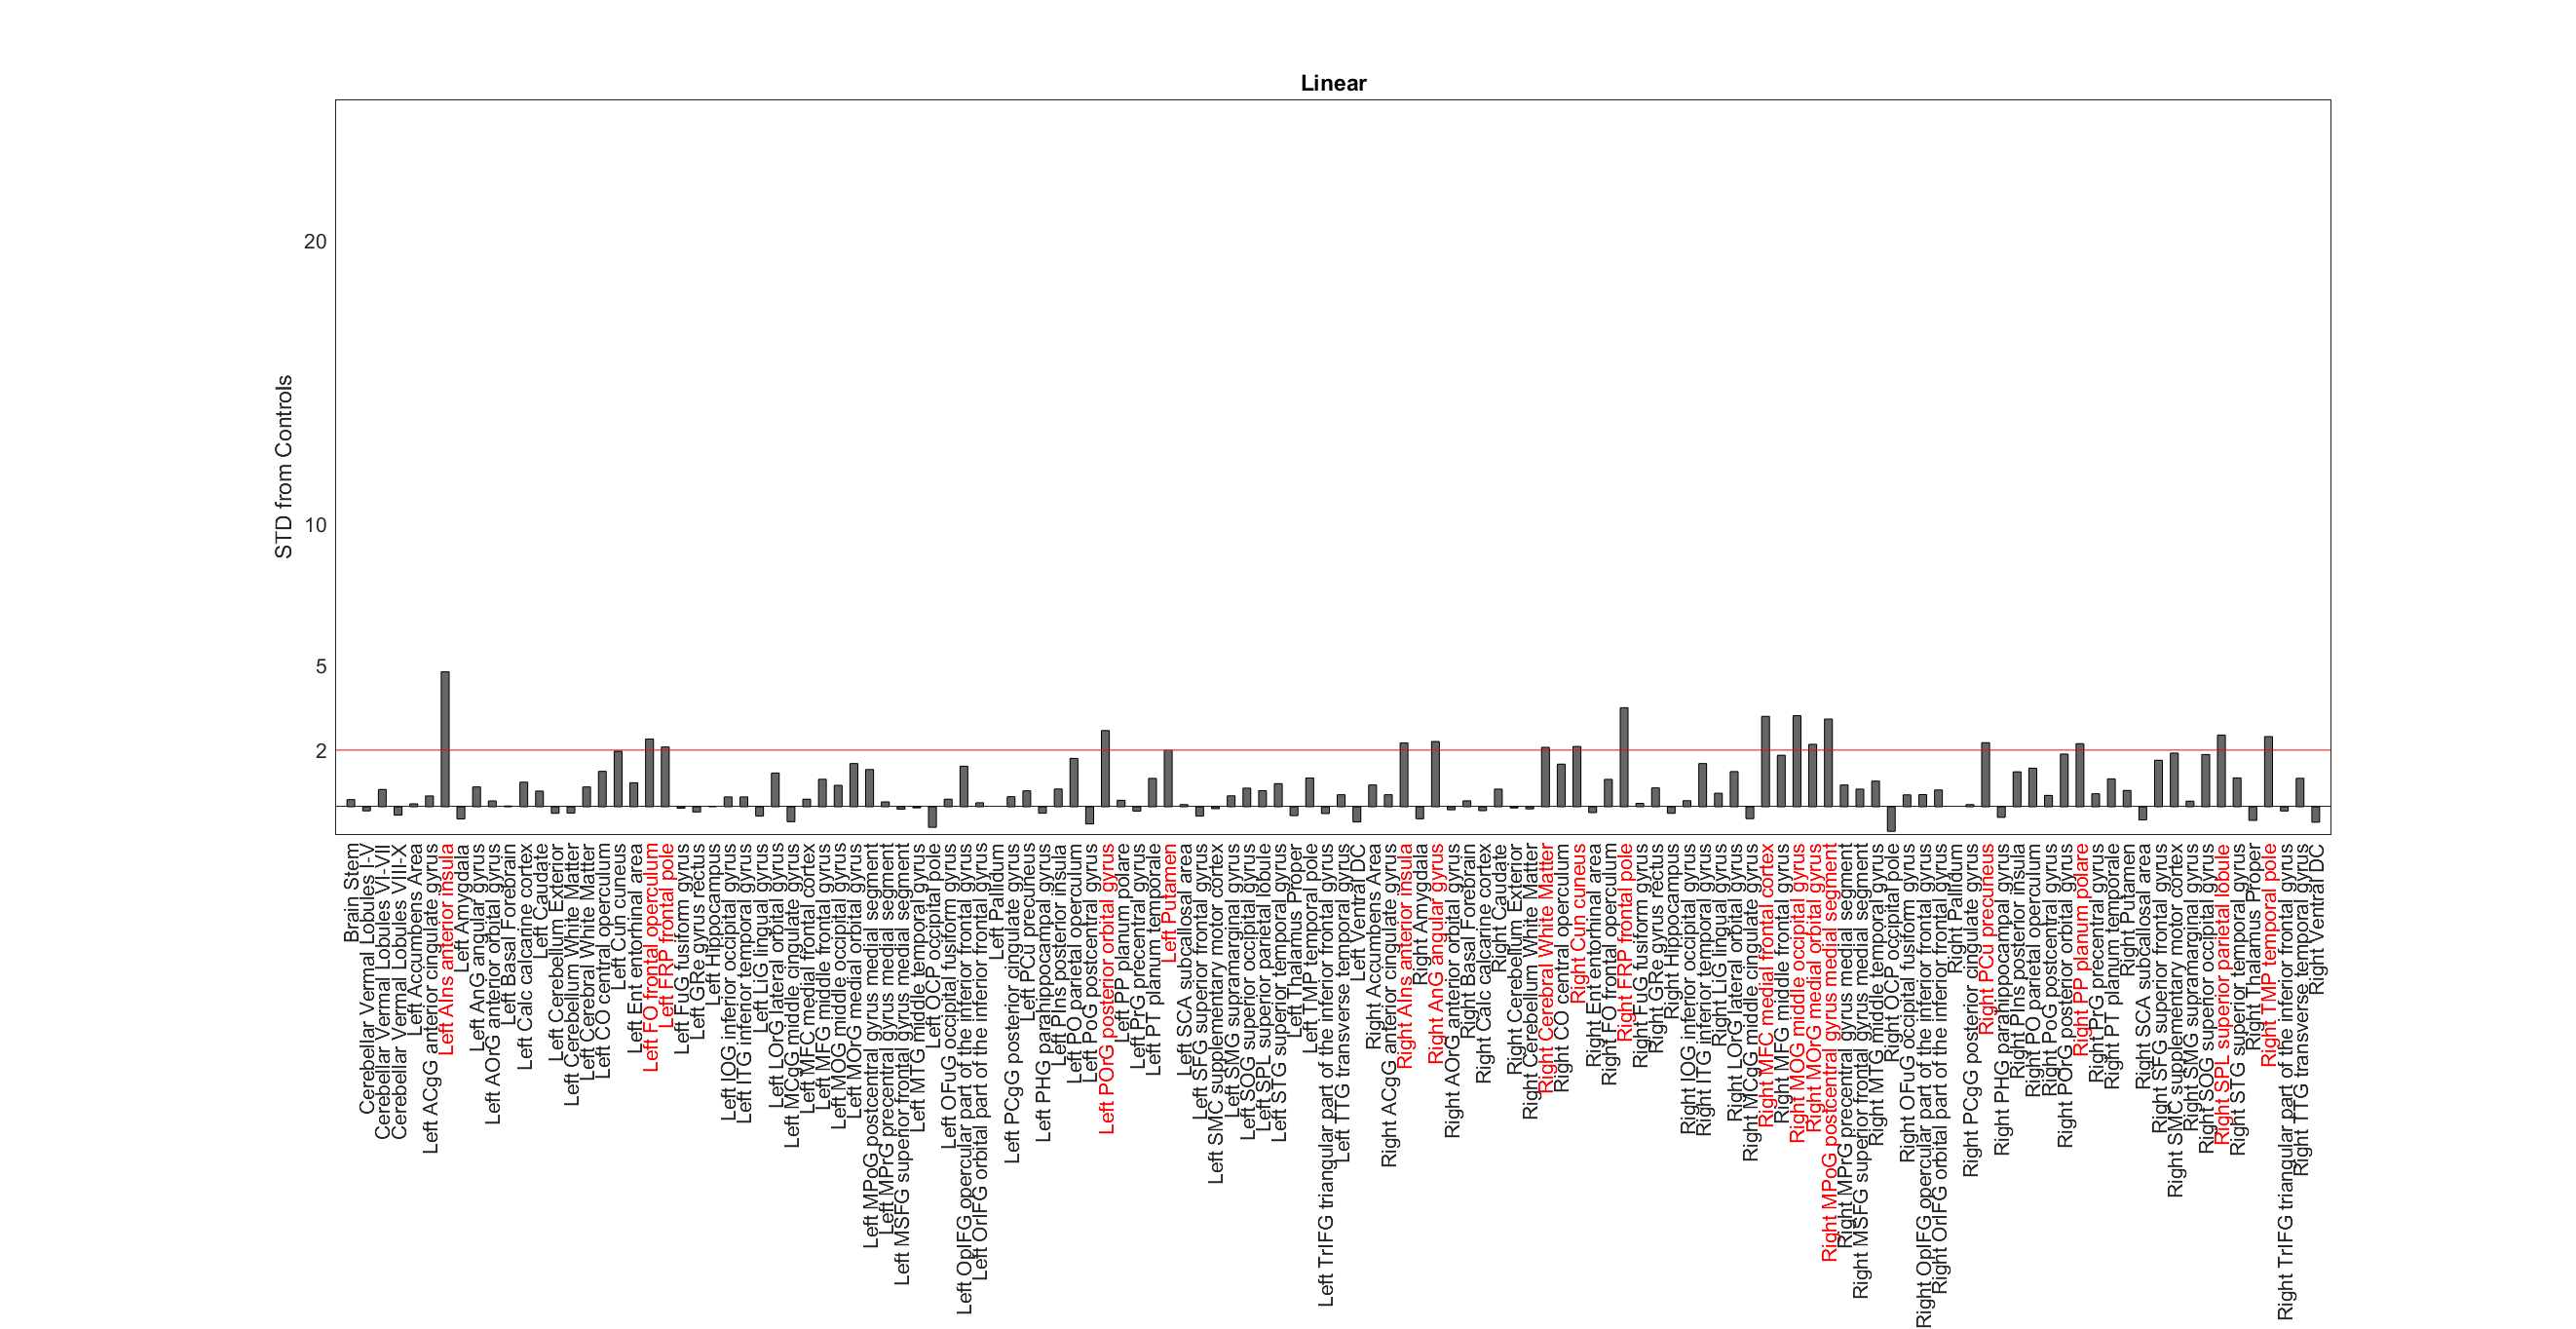 Linear
STD from Controls
20
10
5
2
Brain Stem
Cerebellar Vermal Lobules I-V
Cerebellar Vermal Lobules VI-VII
Cerebellar Vermal Lobules VIII-X
Left Accumbens Area
Left ACgG anterior cingulate gyrus
Left AIns anterior insula
Left Amygdala
Left AnG angular gyrus
Left AOrG anterior orbital gyrus
Left Basal Forebrain
Left Calc calcarine cortex
Left Caudate
Left Cerebellum Exterior
Left Cerebellum White Matter
Left Cerebral White Matter
Left CO central operculum
Left Cun cuneus
Left Ent entorhinal area
Left FO frontal operculum
Left FRP frontal pole
Left FuG fusiform gyrus
Left GRe gyrus rectus
Left Hippocampus
Left IOG inferior occipital gyrus
Left ITG inferior temporal gyrus
Left LiG lingual gyrus
Left LOrG lateral orbital gyrus
Left MCgG middle cingulate gyrus
Left MFC medial frontal cortex
Left MFG middle frontal gyrus
Left MOG middle occipital gyrus
Left MOrG medial orbital gyrus
Left MPoG postcentral gyrus medial segment
Left MPrG precentral gyrus medial segment
Left MSFG superior frontal gyrus medial segment
Left MTG middle temporal gyrus
Left OCP occipital pole
Left OFuG occipital fusiform gyrus
Left OpIFG opercular part of the inferior frontal gyrus
Left OrIFG orbital part of the inferior frontal gyrus
Left Pallidum
Left PCgG posterior cingulate gyrus
Left PCu precuneus
Left PHG parahippocampal gyrus
Left PIns posterior insula
Left PO parietal operculum
Left PoG postcentral gyrus
Left POrG posterior orbital gyrus
Left PP planum polare
Left PrG precentral gyrus
Left PT planum temporale
Left Putamen
Left SCA subcallosal area
Left SFG superior frontal gyrus
Left SMC supplementary motor cortex
Left SMG supramarginal gyrus
Left SOG superior occipital gyrus
Left SPL superior parietal lobule
Left STG superior temporal gyrus
Left Thalamus Proper
Left TMP temporal pole
Left TrIFG triangular part of the inferior frontal gyrus
Left TTG transverse temporal gyrus
Left Ventral DC
Right Accumbens Area
Right ACgG anterior cingulate gyrus
Right AIns anterior insula
Right Amygdala
Right AnG angular gyrus
Right AOrG anterior orbital gyrus
Right Basal Forebrain
Right Calc calcarine cortex
Right Caudate
Right Cerebellum Exterior
Right Cerebellum White Matter
Right Cerebral White Matter
Right CO central operculum
Right Cun cuneus
Right Ent entorhinal area
Right FO frontal operculum
Right FRP frontal pole
Right FuG fusiform gyrus
Right GRe gyrus rectus
Right Hippocampus
Right IOG inferior occipital gyrus
Right ITG inferior temporal gyrus
Right LiG lingual gyrus
Right LOrG lateral orbital gyrus
Right MCgG middle cingulate gyrus
Right MFC medial frontal cortex
Right MFG middle frontal gyrus
Right MOG middle occipital gyrus
Right MOrG medial orbital gyrus
Right MPoG postcentral gyrus medial segment
Right MPrG precentral gyrus medial segment
Right MSFG superior frontal gyrus medial segment
Right MTG middle temporal gyrus
Right OCP occipital pole
Right OFuG occipital fusiform gyrus
Right OpIFG opercular part of the inferior frontal gyrus
Right OrIFG orbital part of the inferior frontal gyrus
Right Pallidum
Right PCgG posterior cingulate gyrus
Right PCu precuneus
Right PHG parahippocampal gyrus
Right PIns posterior insula
Right PO parietal operculum
Right PoG postcentral gyrus
Right POrG posterior orbital gyrus
Right PP planum polare
Right PrG precentral gyrus
Right PT planum temporale
Right Putamen
Right SCA subcallosal area
Right SFG superior frontal gyrus
Right SMC supplementary motor cortex
Right SMG supramarginal gyrus
Right SOG superior occipital gyrus
Right SPL superior parietal lobule
Right STG superior temporal gyrus
Right Thalamus Proper
Right TMP temporal pole
Right TrIFG triangular part of the inferior frontal gyrus
Right TTG transverse temporal gyrus
Right Ventral DC